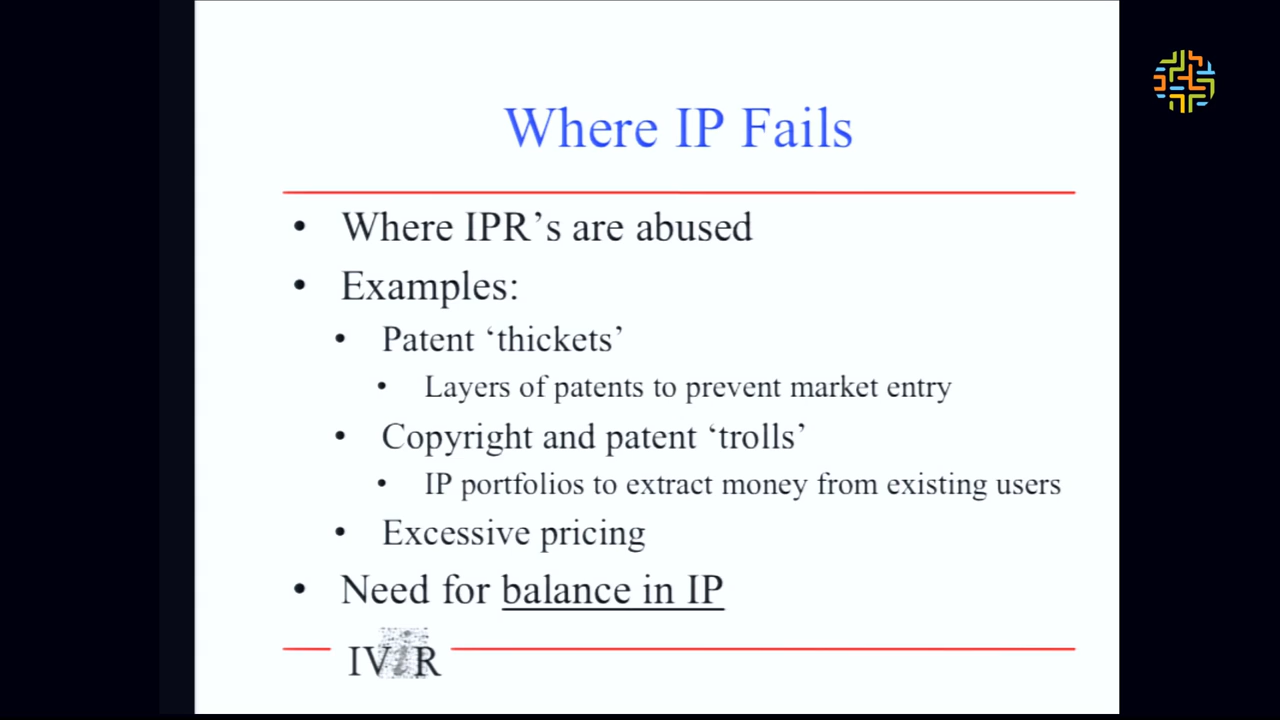 Where IP Fails
• Where IPR’s are abused
• Examples:
• Patent ‘thickets’
• Layers of patents to prevent market entry
• Copyright and patent ‘trolls’
• IP portfolios to extract money from existing users
• Excessive pricing
• Need for balance in IP
IViR